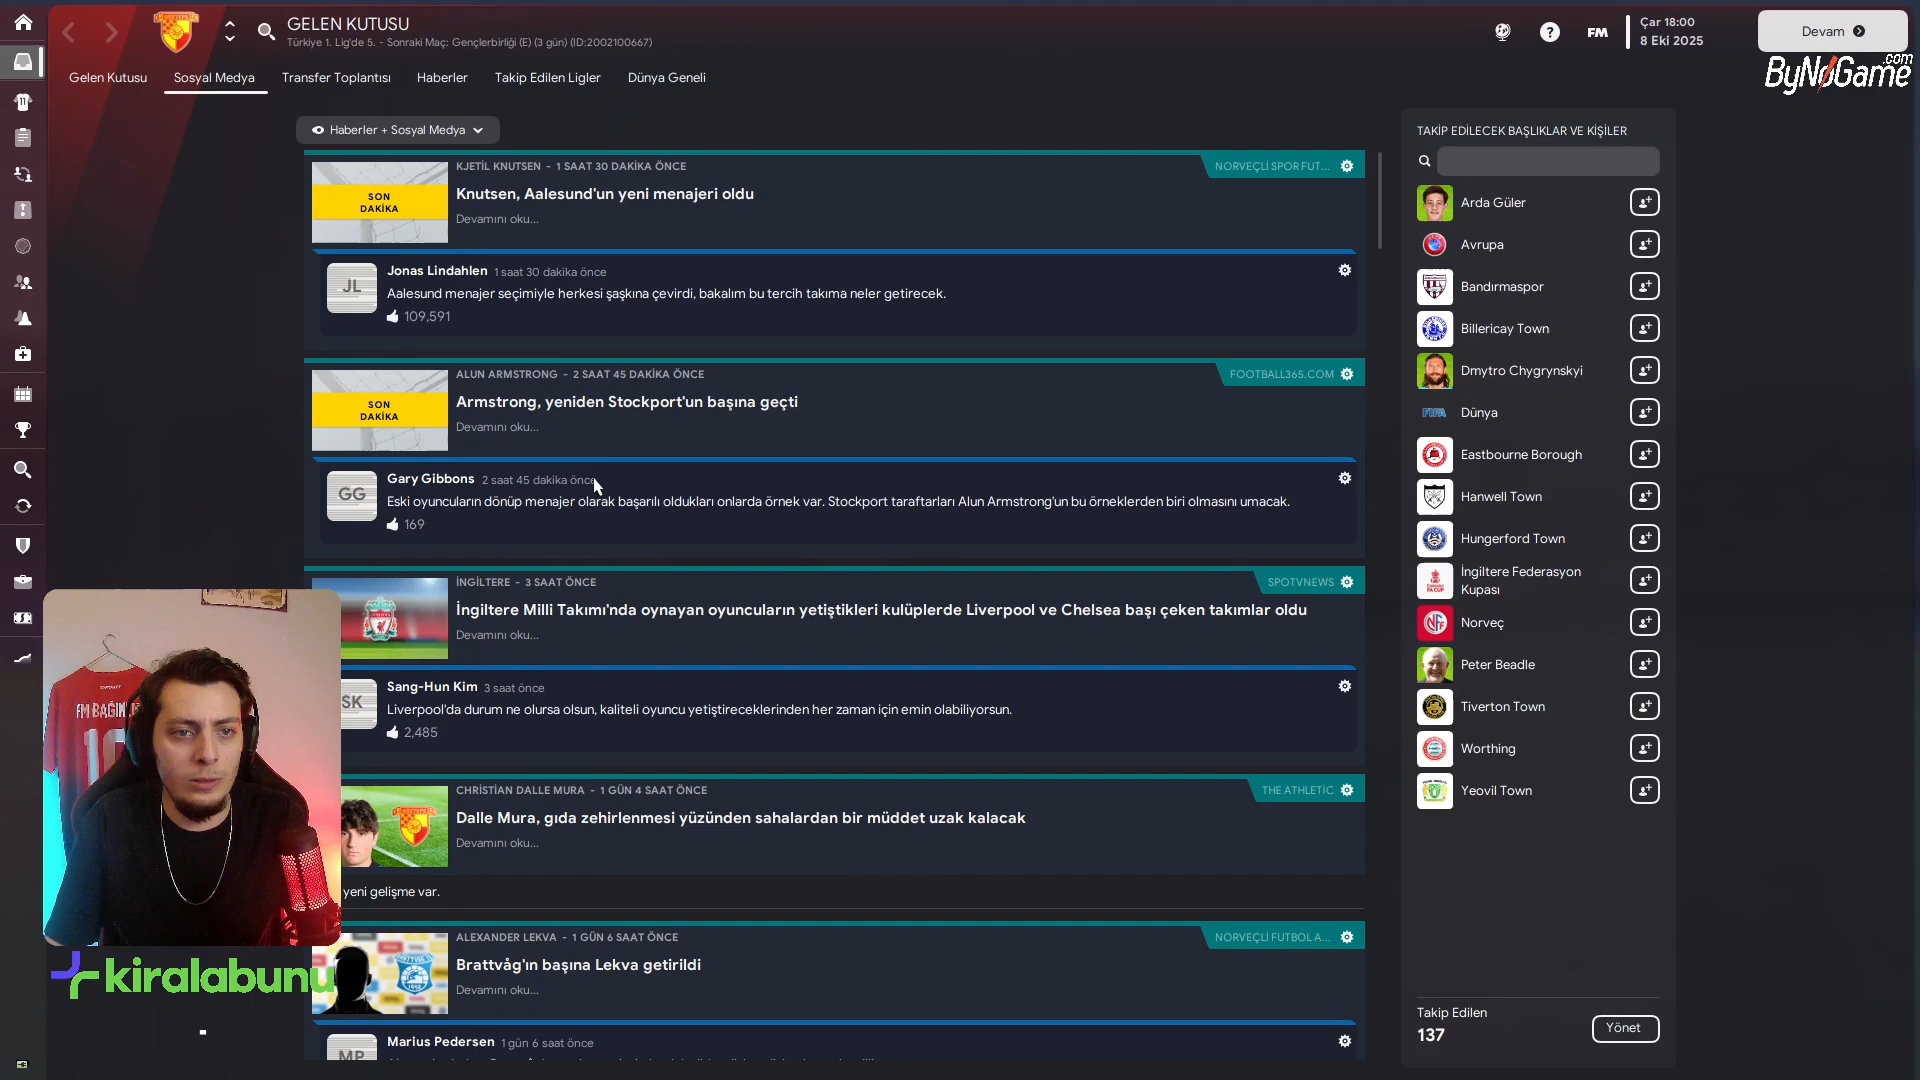 GELEN KUTUSU
Türkiye 1. Lig'de 5. - Sonraki Maç: Gençlerbirliği (E) (3 gün) (ID:2002100667)
FM
Çar 18:00
8 Eki 2025
Devam
ByNoGame.com
Gelen Kutusu
Sosyal Medya
Transfer Toplantısı
Haberler
Takip Edilen Ligler
Dünya Geneli
Haberler + Sosyal Medya
SON
DAKİKA
KJETİL KNUTSEN - 1 SAAT 30 DAKİKA ÖNCE
NORVEÇLİ SPOR FUT...
Knutsen, Aalesund'un yeni menajeri oldu
Devamını oku...
JL
Jonas Lindahlen 1 saat 30 dakika önce
Aalesund menajer seçimiyle herkesi şaşkına çevirdi, bakalım bu tercih takıma neler getirecek.
109,591
SON
DAKİKA
ALUN ARMSTRONG - 2 SAAT 45 DAKİKA ÖNCE
FOOTBALL365.COM
Armstrong, yeniden Stockport'un başına geçti
Devamını oku...
GG
Gary Gibbons 2 saat 45 dakika önce
Eski oyuncuların dönüp menajer olarak başarılı oldukları onlarda örnek var. Stockport taraftarları Alun Armstrong'un bu örneklerden biri olmasını umacak.
169
İNGİLTERE - 3 SAAT ÖNCE
SPOTVNEWS
İngiltere Milli Takımı'nda oynayan oyuncuların yetiştikleri kulüplerde Liverpool ve Chelsea başı çeken takımlar oldu
Devamını oku...
SK
Sang-Hun Kim 3 saat önce
Liverpool'da durum ne olursa olsun, kaliteli oyuncu yetiştireceklerinden her zaman için emin olabiliyorsun.
2,485
CHRİSTİAN DALLE MURA - 1 GÜN 4 SAAT ÖNCE
THE ATHLETİC
Dalle Mura, gıda zehirlenmesi yüzünden sahalardan bir müddet uzak kalacak
Devamını oku...
yeni gelişme var.
ALEXANDER LEKVA - 1 GÜN 6 SAAT ÖNCE
NORVEÇLİ FUTBOL A...
Brattvåg'ın başına Lekva getirildi
Devamını oku...
MP
Marius Pedersen 1 gün 6 saat önce
TAKİP EDİLECEK BAŞLIKLAR VE KİŞİLER
Arda Güler
Avrupa
Bandırmaspor
Billericay Town
Dmytro Chygrynskyi
FIFA
Dünya
Eastbourne Borough
Hanwell Town
Hungerford Town
İngiltere Federasyon
Kupası
Norveç
Peter Beadle
Tiverton Town
Worthing
Yeovil Town
Takip Edilen
137
Yönet
FM BAĞIM
10
kiralabunu